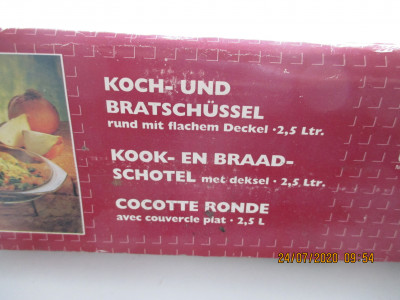 KOCH- UND
BRATSCHÜSSEL
rund mit flachem Deckel · 2,5 Ltr.
KOOK- EN BRAAD-
SCHOTEL met deksel · 2,5 Ltr.
COCOTTE RONDE
avec couvercle plat · 2,5 L
24/07/2020 09:54